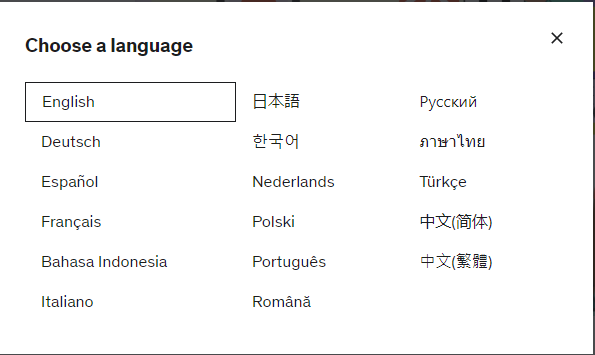 Choose a language
English
Deutsch
Español
Français
Bahasa Indonesia
Italiano
日本語
한국어
Nederlands
Polski
Português
Română
Русский
ภาษาไทย
Türkçe
中文(简体)
中文(繁體)